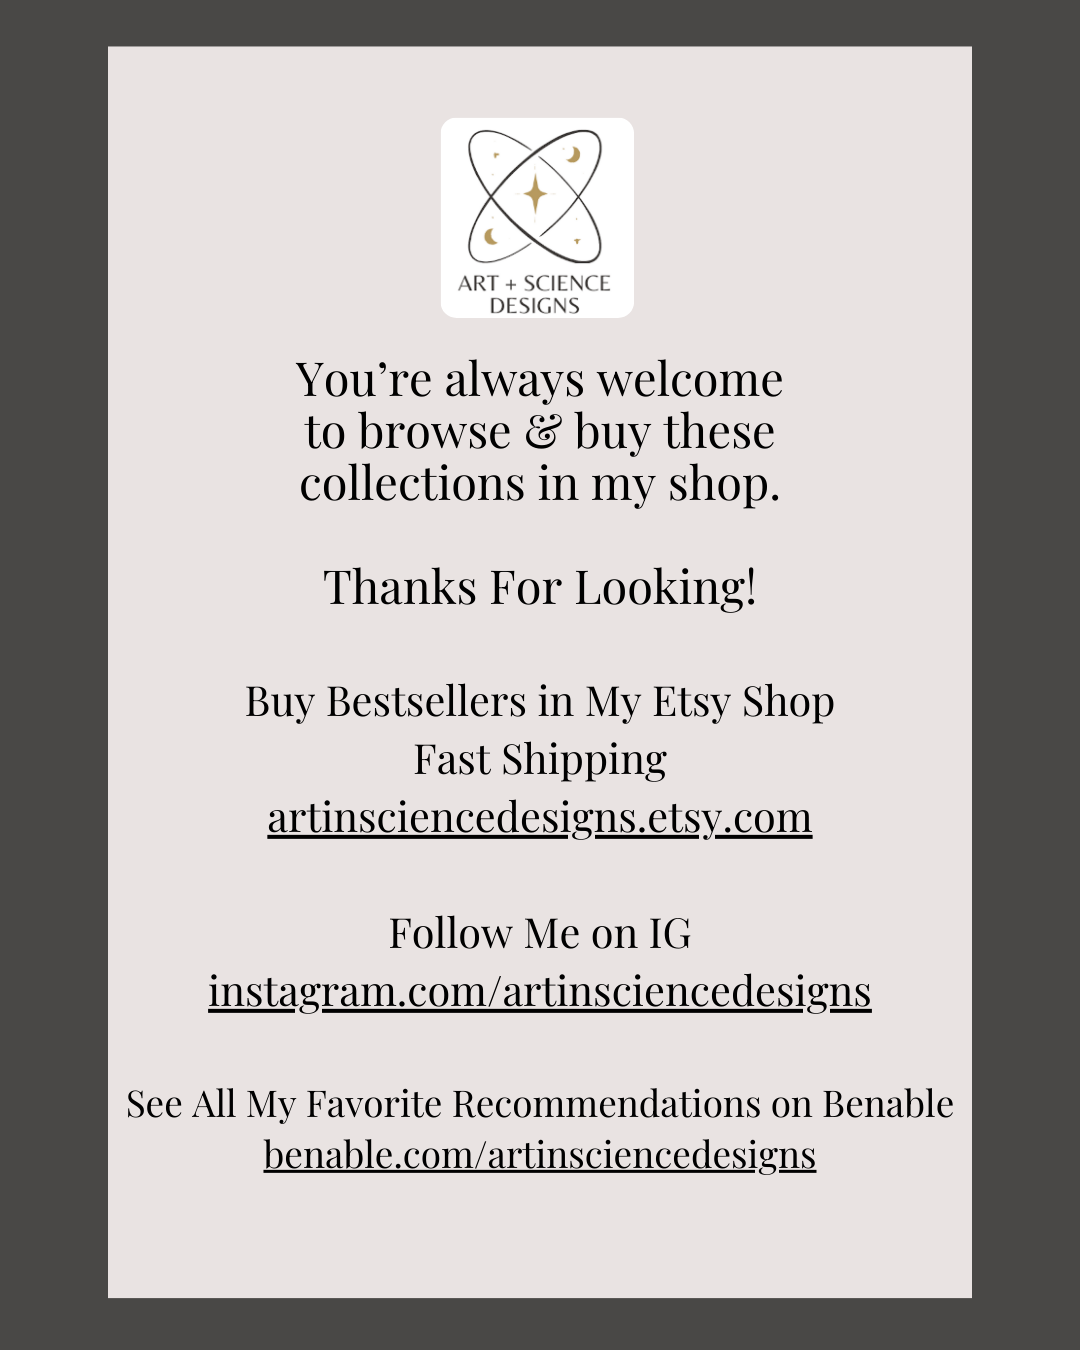 ART + SCIENCE
DESIGNS
You’re always welcome
to browse & buy these
collections in my shop.
Thanks For Looking!
Buy Bestsellers in My Etsy Shop
Fast Shipping
artinsciencedesigns.etsy.com
Follow Me on IG
instagram.com/artinsciencedesigns
See All My Favorite Recommendations on Benable
benable.com/artinsciencedesigns